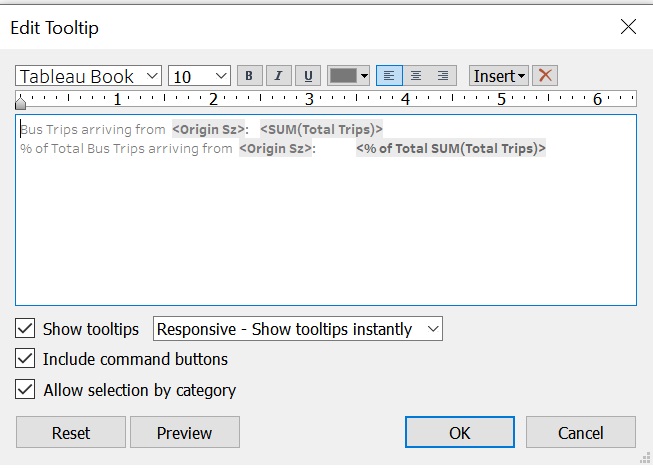 Edit Tooltip
Tableau Book 10 B I U Insert
1 2 3 4 5 6
Bus Trips arriving from <Origin Sz>: <SUM(Total Trips)>
% of Total Bus Trips arriving from <Origin Sz>: <% of Total SUM(Total Trips)>
Show tooltips Responsive - Show tooltips instantly
Include command buttons
Allow selection by category
Reset Preview OK Cancel